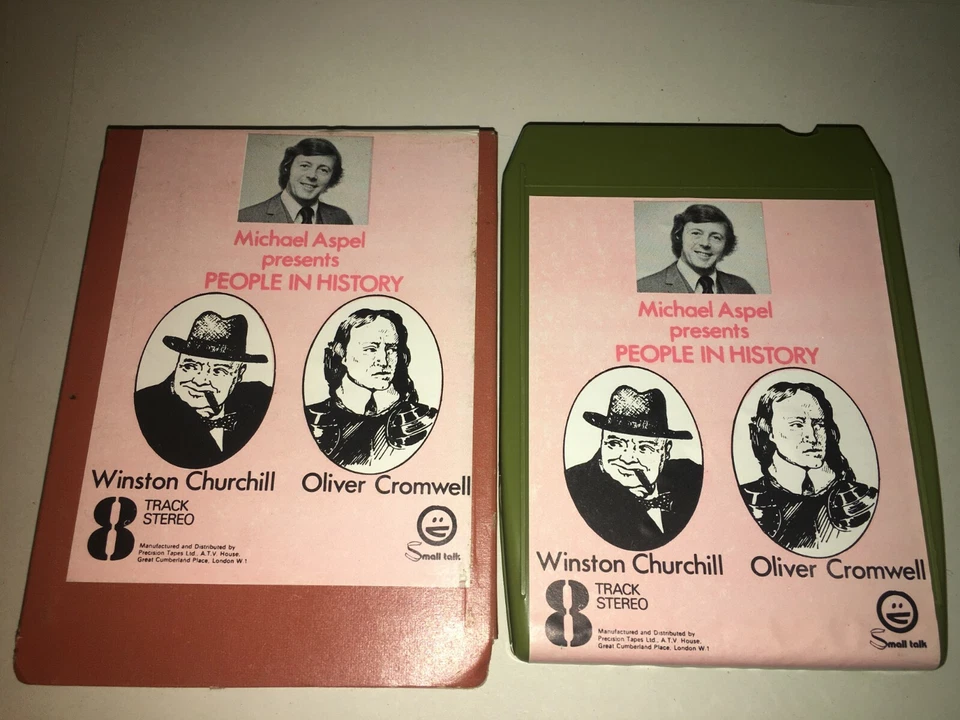 Michael Aspel
presents
PEOPLE IN HISTORY
Winston Churchill
Oliver Cromwell
8
TRACK
STEREO
Manufactured and Distributed by
Precision Tapes Ltd., A.T.V. House,
Great Cumberland Place, London W.1
Small talk
Michael Aspel
presents
PEOPLE IN HISTORY
Winston Churchill
Oliver Cromwell
8
TRACK
STEREO
Manufactured and Distributed by
Precision Tapes Ltd., A.T.V. House,
Great Cumberland Place, London W.1
Small talk